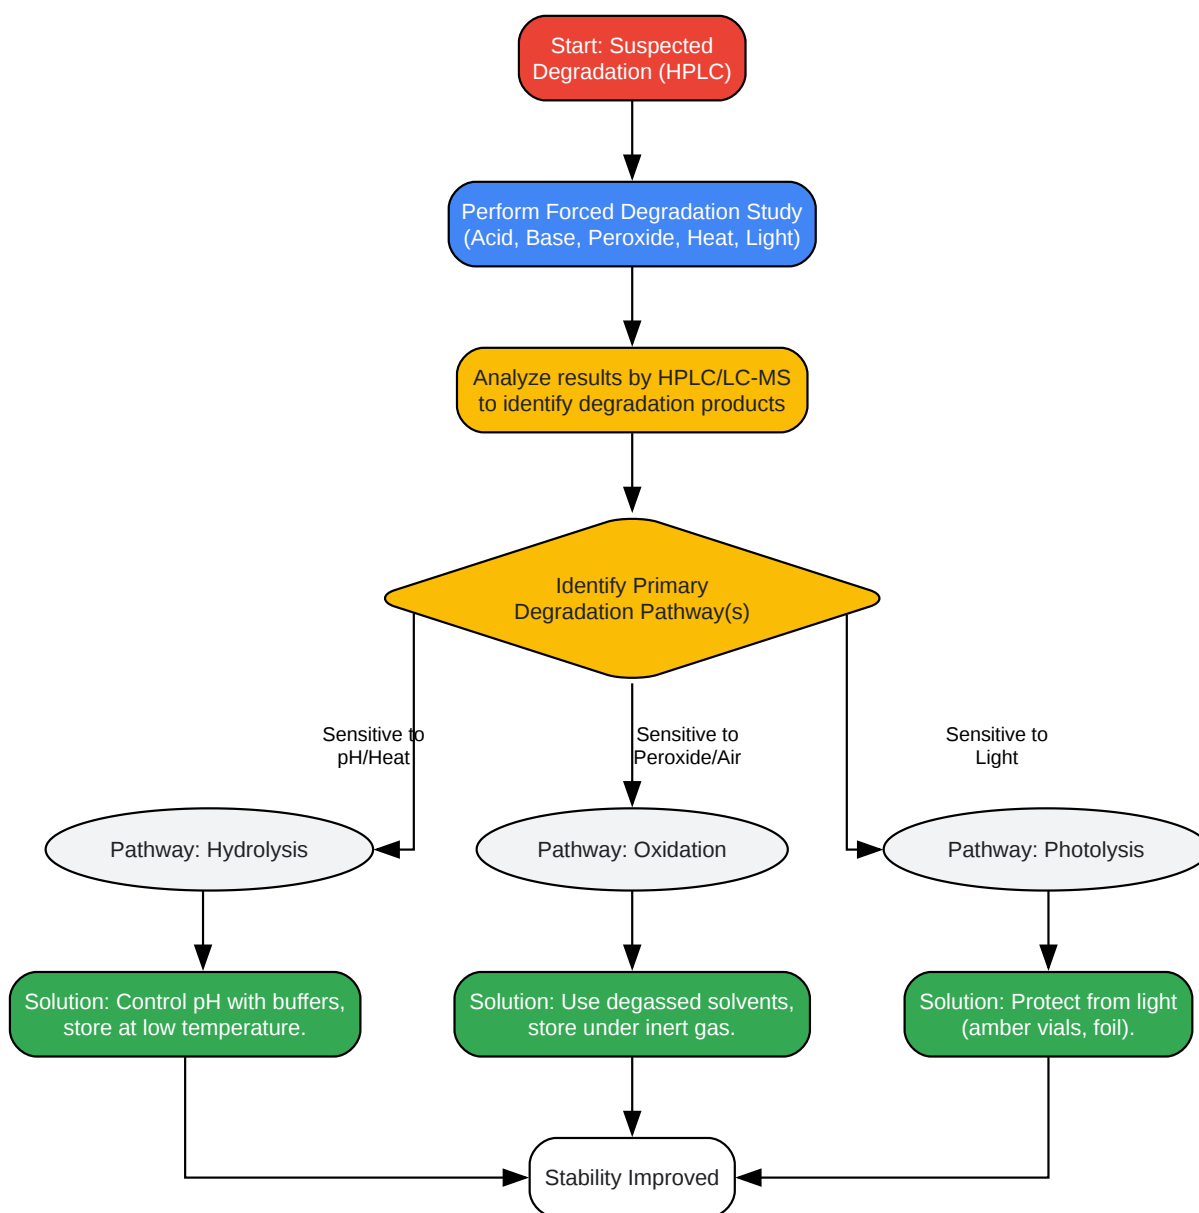 Start: Suspected
Degradation (HPLC)
Perform Forced Degradation Study
(Acid, Base, Peroxide, Heat, Light)
Analyze results by HPLC/LC-MS
to identify degradation products
Identify Primary
Degradation Pathway(s)
Sensitive to
pH/Heat
Sensitive to
Peroxide/Air
Sensitive to
Light
Pathway: Hydrolysis
Pathway: Oxidation
Pathway: Photolysis
Solution: Control pH with buffers,
store at low temperature.
Solution: Use degassed solvents,
store under inert gas.
Solution: Protect from light
(amber vials, foil).
Stability Improved